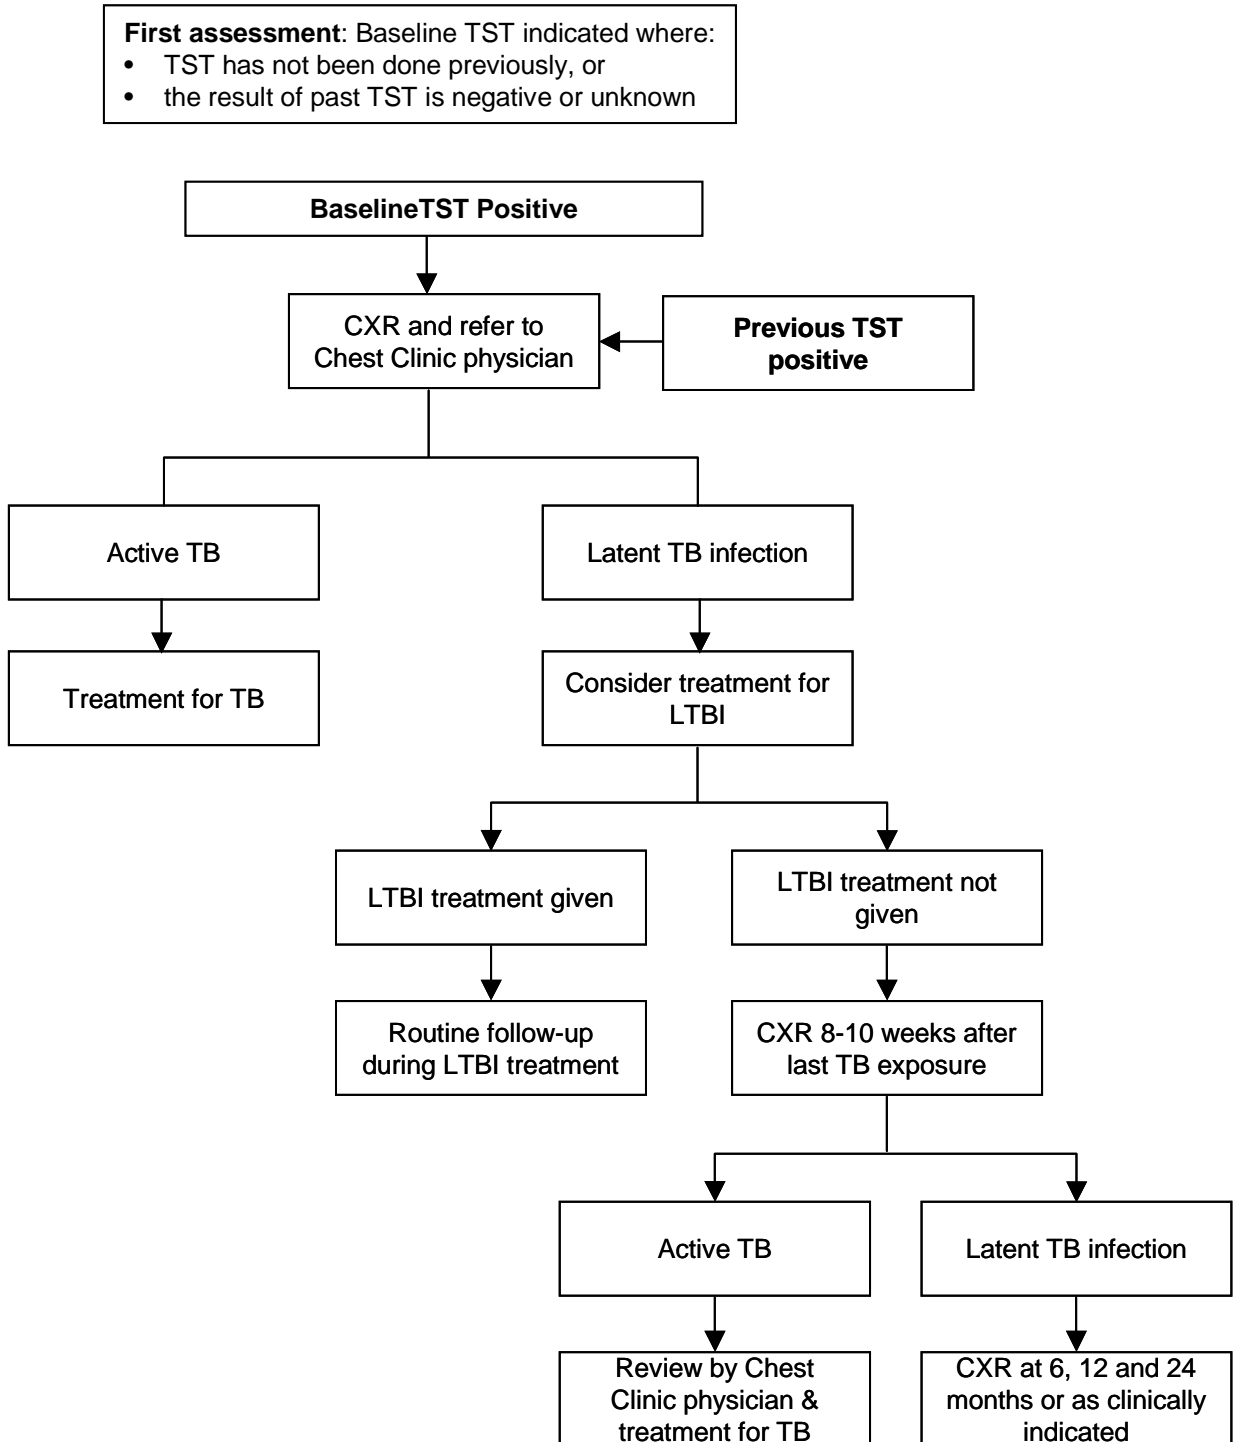 First assessment: Baseline TST indicated where:
• TST has not been done previously, or
• the result of past TST is negative or unknown
BaselineTST Positive
CXR and refer to
Chest Clinic physician
Previous TST
positive
Active TB
Latent TB infection
Treatment for TB
Consider treatment for
LTBI
LTBI treatment given
LTBI treatment not
given
Routine follow-up
during LTBI treatment
CXR 8-10 weeks after
last TB exposure
Active TB
Latent TB infection
Review by Chest
Clinic physician &
treatment for TB
CXR at 6, 12 and 24
months or as clinically
indicated